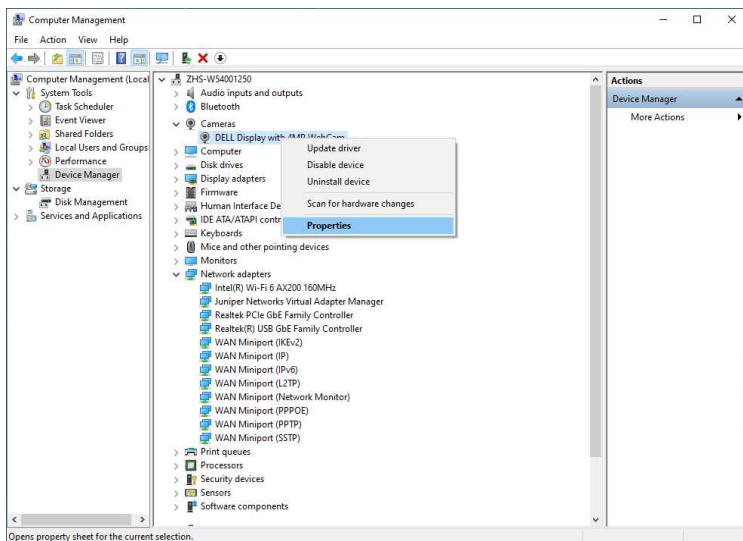 Computer Management
File Action View Help
Computer Management (Local
System Tools
Task Scheduler
Event Viewer
Shared Folders
Local Users and Groups
Performance
Device Manager
Storage
Disk Management
Services and Applications
ZHS-W54001250
Audio inputs and outputs
Bluetooth
Cameras
DELL Display with 4MP WebCam
Computer
Disk drives
Display adapters
Firmware
Human Interface De
IDE ATA/ATAPI contr
Keyboards
Mice and other pointing devices
Monitors
Network adapters
Intel(R) Wi-Fi 6 AX200 160MHz
Juniper Networks Virtual Adapter Manager
Realtek PCIe GbE Family Controller
Realtek(R) USB GbE Family Controller
WAN Miniport (IKEv2)
WAN Miniport (IP)
WAN Miniport (IPv6)
WAN Miniport (L2TP)
WAN Miniport (Network Monitor)
WAN Miniport (PPPOE)
WAN Miniport (PPTP)
WAN Miniport (SSTP)
Print queues
Processors
Security devices
Sensors
Software components
Update driver
Disable device
Uninstall device
Scan for hardware changes
Properties
Actions
Device Manager
More Actions
Opens property sheet for the current selection.